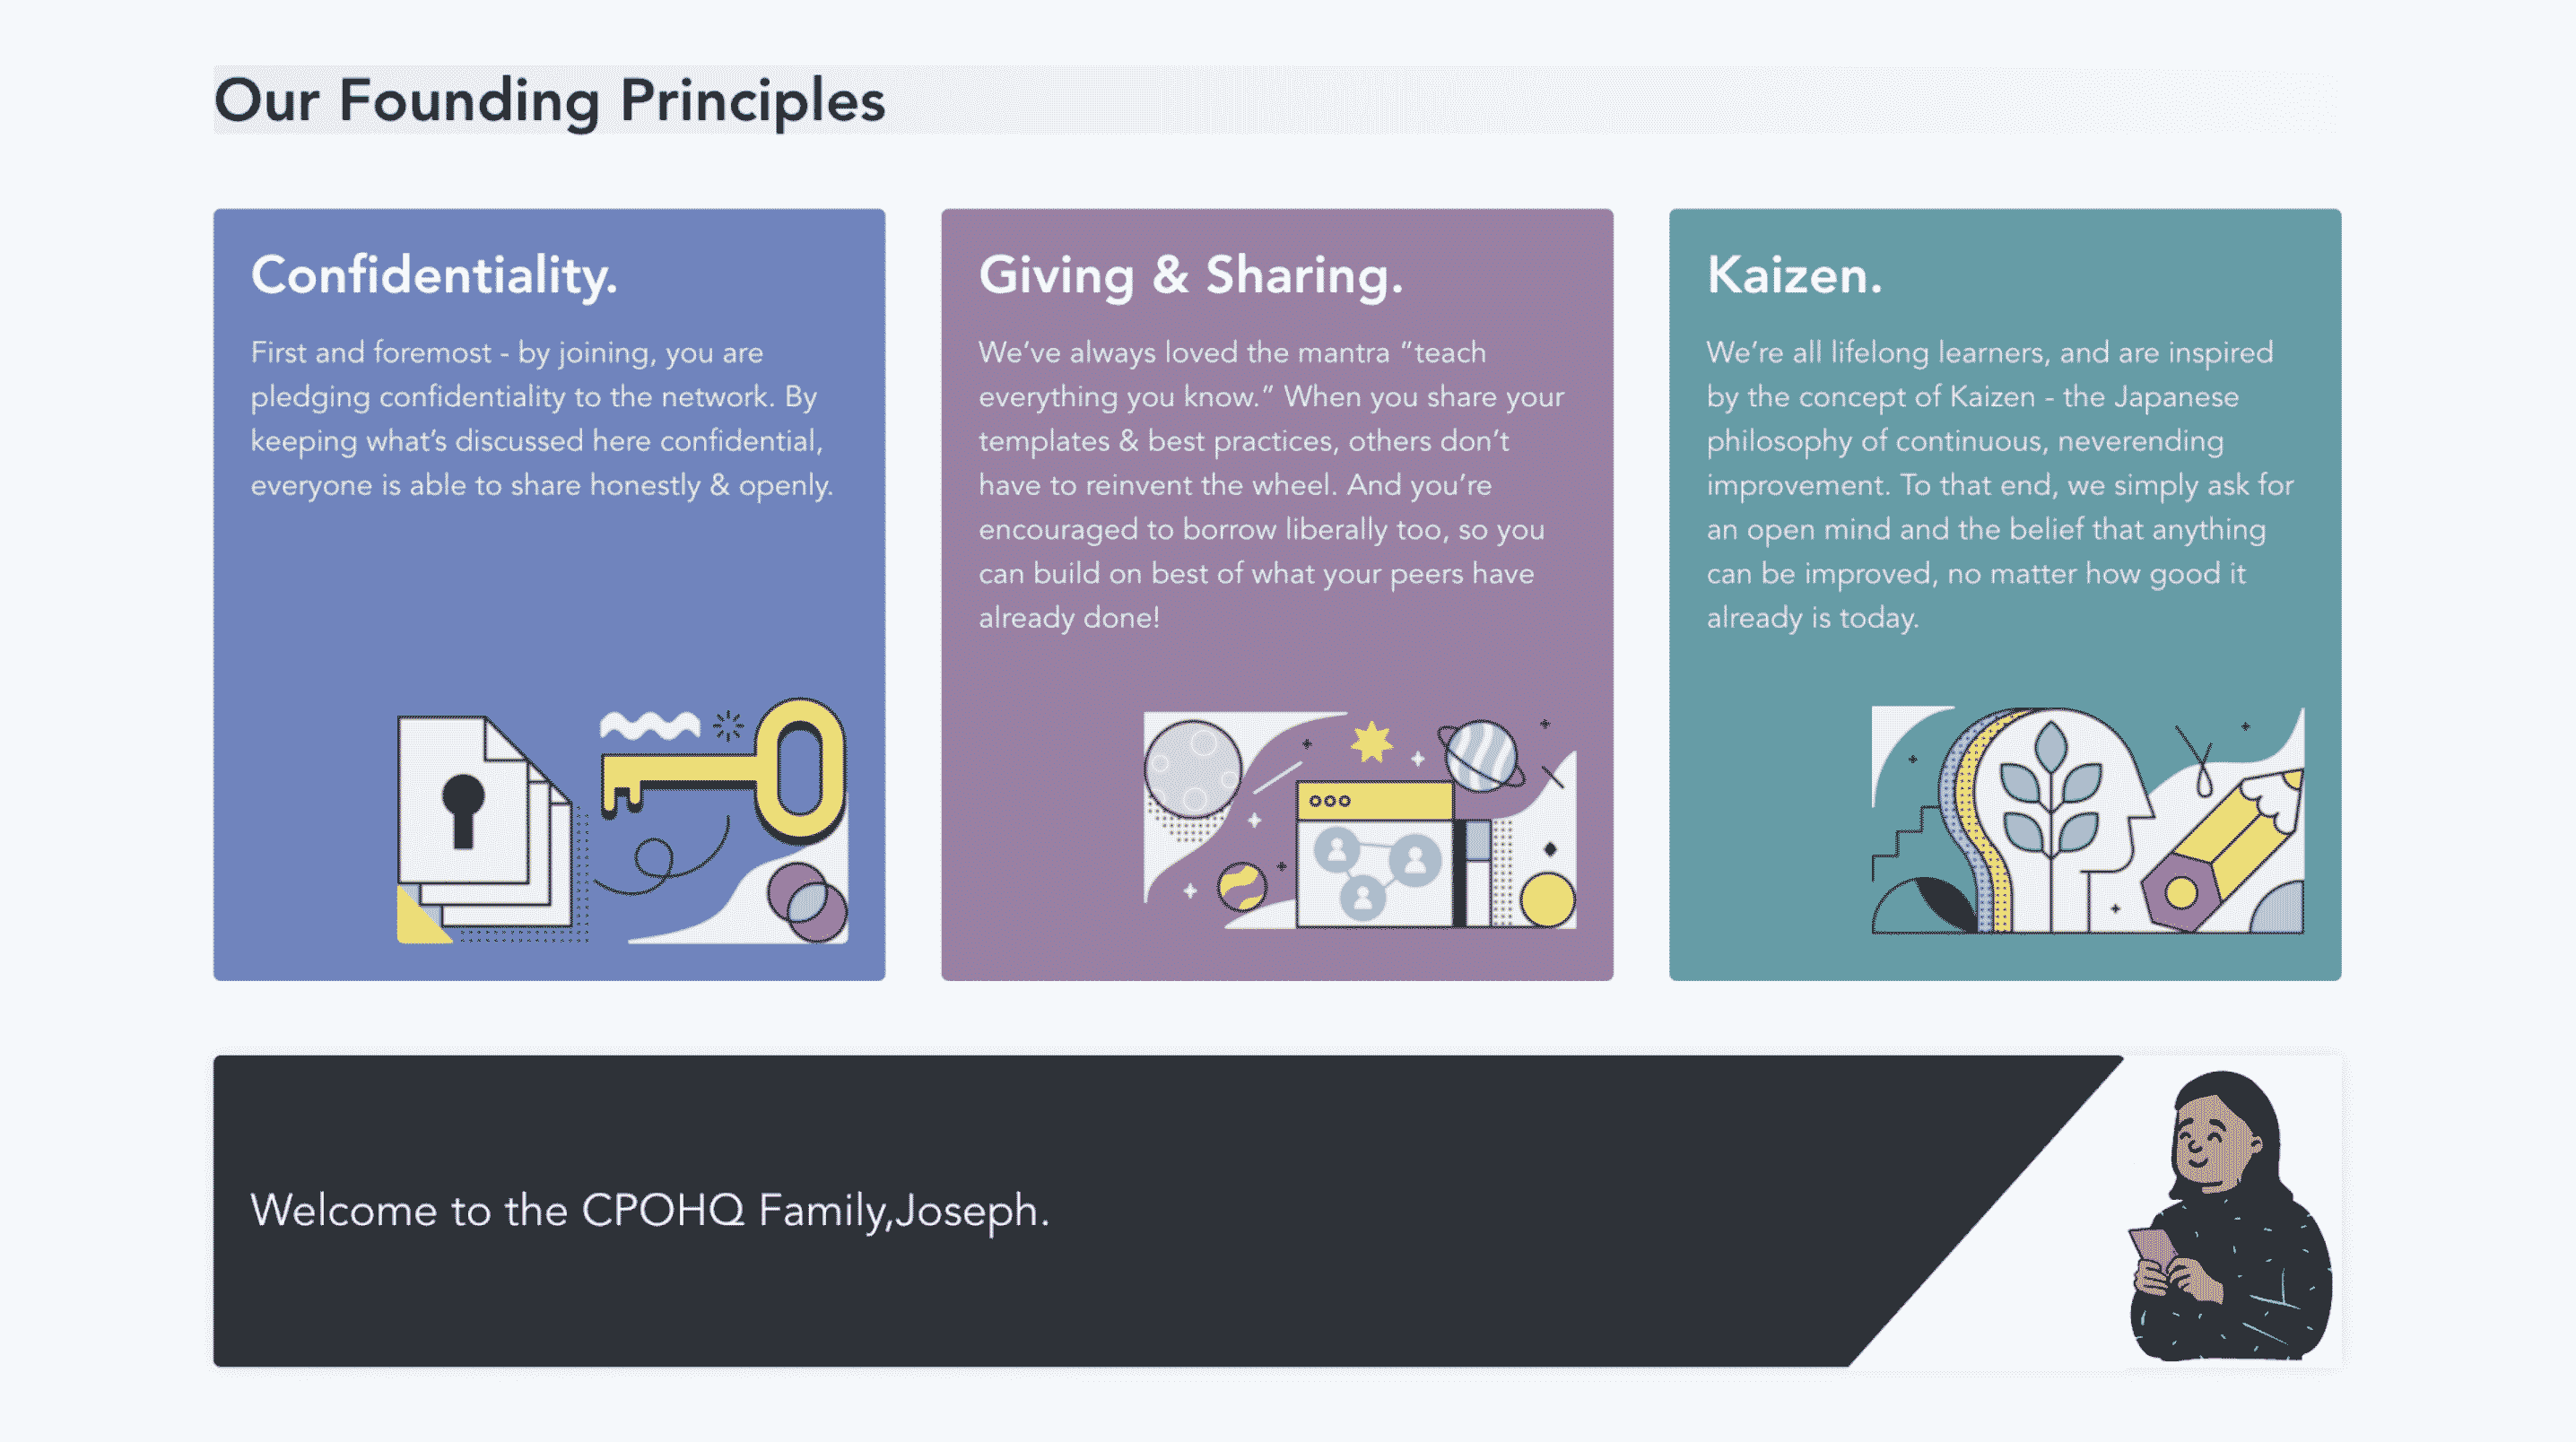 Our Founding Principles
Confidentiality.
First and foremost - by joining, you are
pledging confidentiality to the network. By
keeping what’s discussed here confidential,
everyone is able to share honestly & openly.
Giving & Sharing.
We’ve always loved the mantra “teach
everything you know.” When you share your
templates & best practices, others don’t
have to reinvent the wheel. And you’re
encouraged to borrow liberally too, so you
can build on best of what your peers have
already done!
Kaizen.
We’re all lifelong learners, and are inspired
by the concept of Kaizen - the Japanese
philosophy of continuous, neverending
improvement. To that end, we simply ask for
an open mind and the belief that anything
can be improved, no matter how good it
already is today.
Welcome to the CPOHQ Family,Joseph.